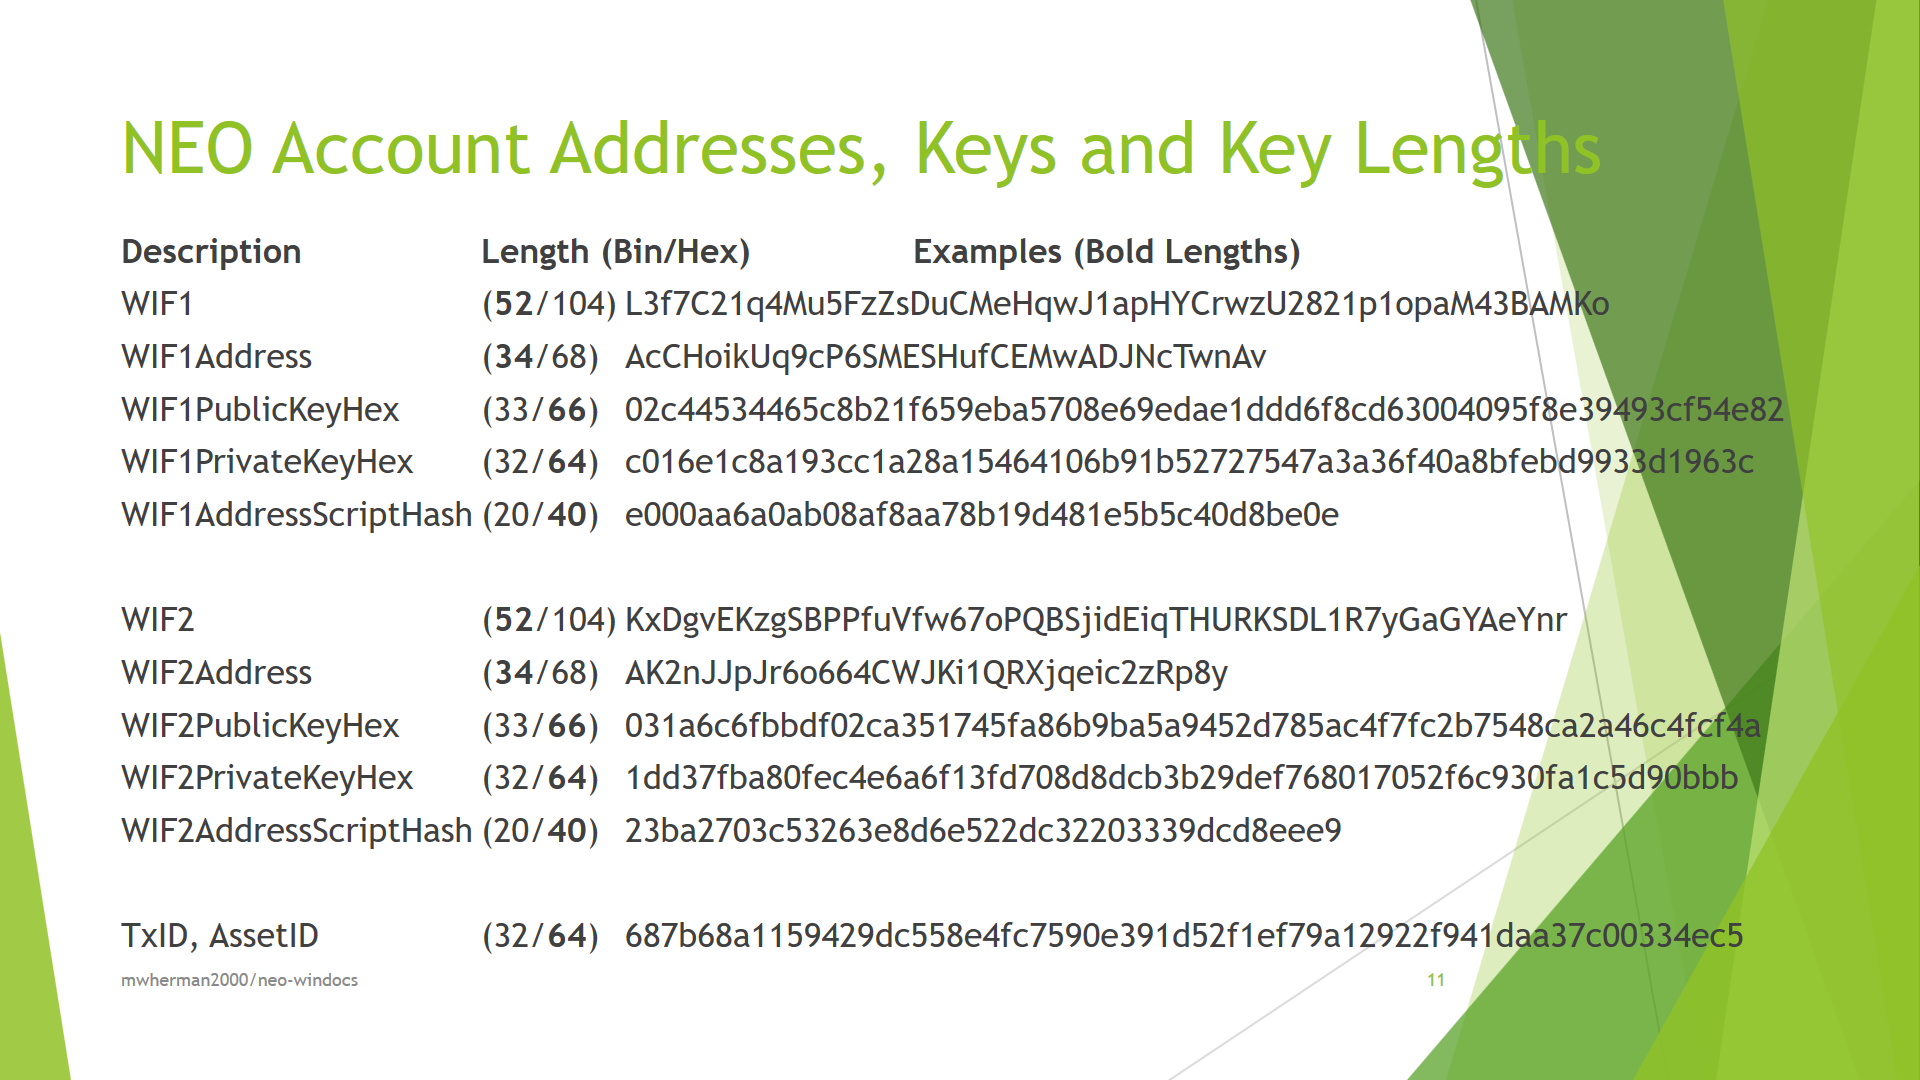 NEO Account Addresses, Keys and Key Lengths
Description Length (Bin/Hex) Examples (Bold Lengths)
WIF1 (52/104) L3f7C21q4Mu5FzZsDuCMeHqwJ1apHYCrwzU2821p1opaM43BAMKo
WIF1Address (34/68) AcCHoikUq9cP6SMESHufCEMwADJNcTwnAv
WIF1PublicKeyHex (33/66) 02c44534465c8b21f659eba5708e69edae1ddd6f8cd63004095f8e39493cf54e82
WIF1PrivateKeyHex (32/64) c016e1c8a193cc1a28a15464106b91b52727547a3a36f40a8bfebd9933d1963c
WIF1AddressScriptHash (20/40) e000aa6a0ab08af8aa78b19d481e5b5c40d8be0e
WIF2 (52/104) KxDgvEKzgSBPPfuVfw67oPQBSjidEiqTHURKSDL1R7yGaGYAeYnr
WIF2Address (34/68) AK2nJJpJr6o664CWJKi1QRXjqeic2zRp8y
WIF2PublicKeyHex (33/66) 031a6c6fbbdf02ca351745fa86b9ba5a9452d785ac4f7fc2b7548ca2a46c4fcf4a
WIF2PrivateKeyHex (32/64) 1dd37fba80fec4e6a6f13fd708d8dcb3b29def768017052f6c930fa1c5d90bbb
WIF2AddressScriptHash (20/40) 23ba2703c53263e8d6e522dc32203339dcd8eee9
TxID, AssetID (32/64) 687b68a1159429dc558e4fc7590e391d52f1ef79a12922f941daa37c00334ec5
mwherman2000/neo-windocs 11